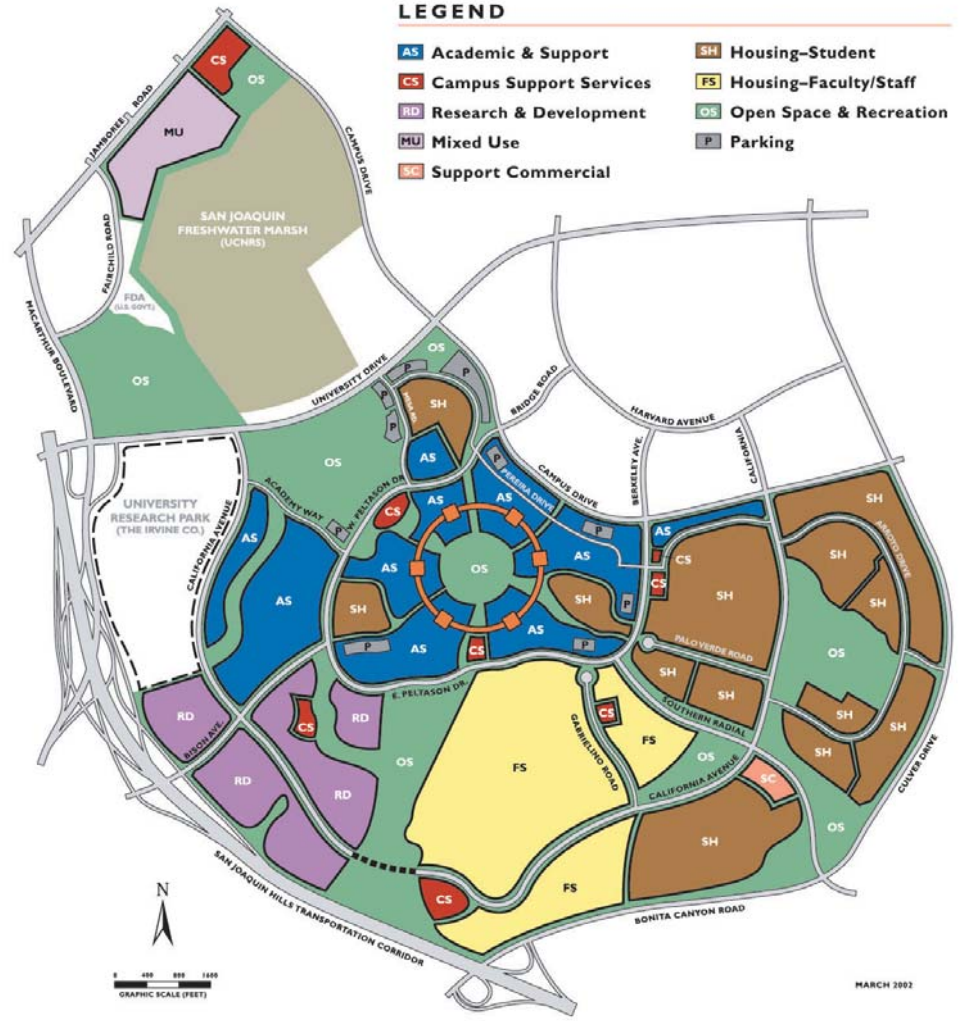 LEGEND
AS Academic & Support
CS Campus Support Services
RD Research & Development
MU Mixed Use
SC Support Commercial
SH Housing–Student
FS Housing–Faculty/Staff
OS Open Space & Recreation
P Parking
CS
OS
JAMBOREE ROAD
MU
CAMPUS DRIVE
SAN JOAQUIN
FRESHWATER MARSH
(UCNRS)
FAIRCHILD ROAD
FDA
(U.S. GOVT.)
MACARTHUR BOULEVARD
OS
UNIVERSITY DRIVE
OS
P
P
P
P
MESA RD.
SH
BRIDGE ROAD
HARVARD AVENUE
BERKELEY AVE.
CALIFORNIA
OS
AS
P
PEREIRA DRIVE
CAMPUS DRIVE
ACADEMY WAY
W. PELTASON DR.
UNIVERSITY
RESEARCH PARK
(THE IRVINE CO.)
CALIFORNIA AVENUE
AS
AS
P
CS
AS
AS
P
AS
AS
OS
AS
SH
SH
P
P
AS
CS
AS
P
AS
CS
CS
SH
SH
SH
SH
ARROYO DRIVE
OS
PALO VERDE ROAD
SH
SH
SOUTHERN RADIAL
SH
SH
SH
CULVER DRIVE
E. PELTASON DR.
RD
BISON AVE.
CS
RD
RD
RD
OS
FS
GABRIELINO ROAD
CS
FS
OS
CALIFORNIA AVENUE
SC
OS
SH
FS
CS
BONITA CANYON ROAD
SAN JOAQUIN HILLS TRANSPORTATION CORRIDOR
N
0 400 800 1600
GRAPHIC SCALE (FEET)
MARCH 2002